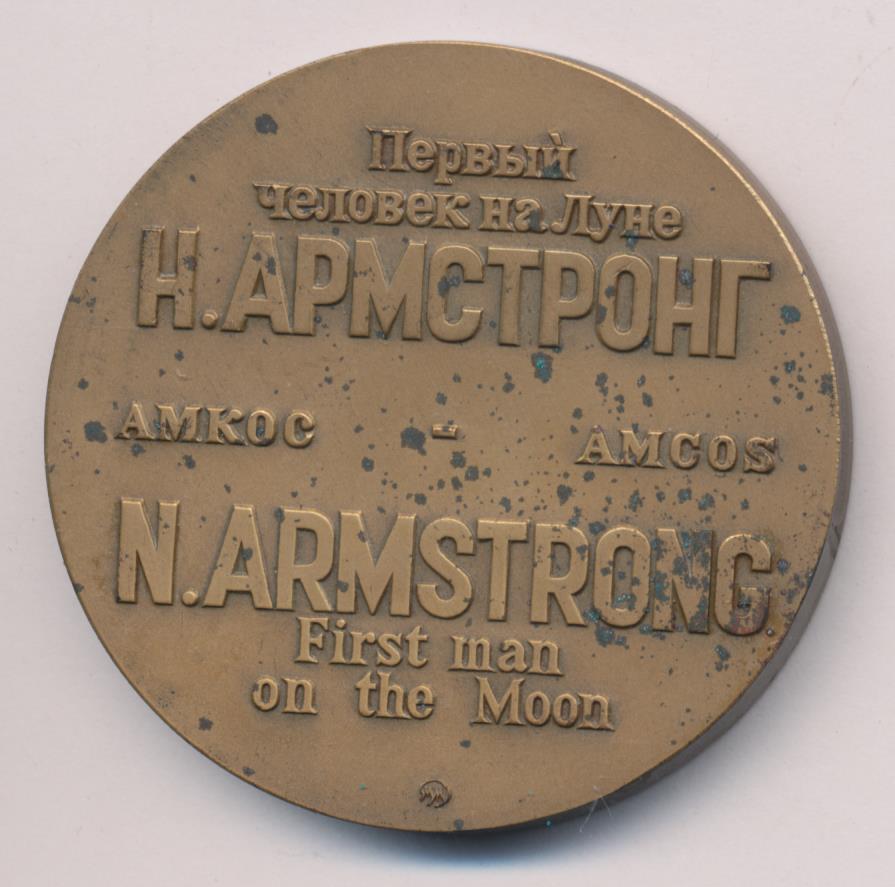 Первый
человек на Луне
Н.АРМСТРОНГ
АМКОС - AMCOS
N.ARMSTRONG
First man
on the Moon